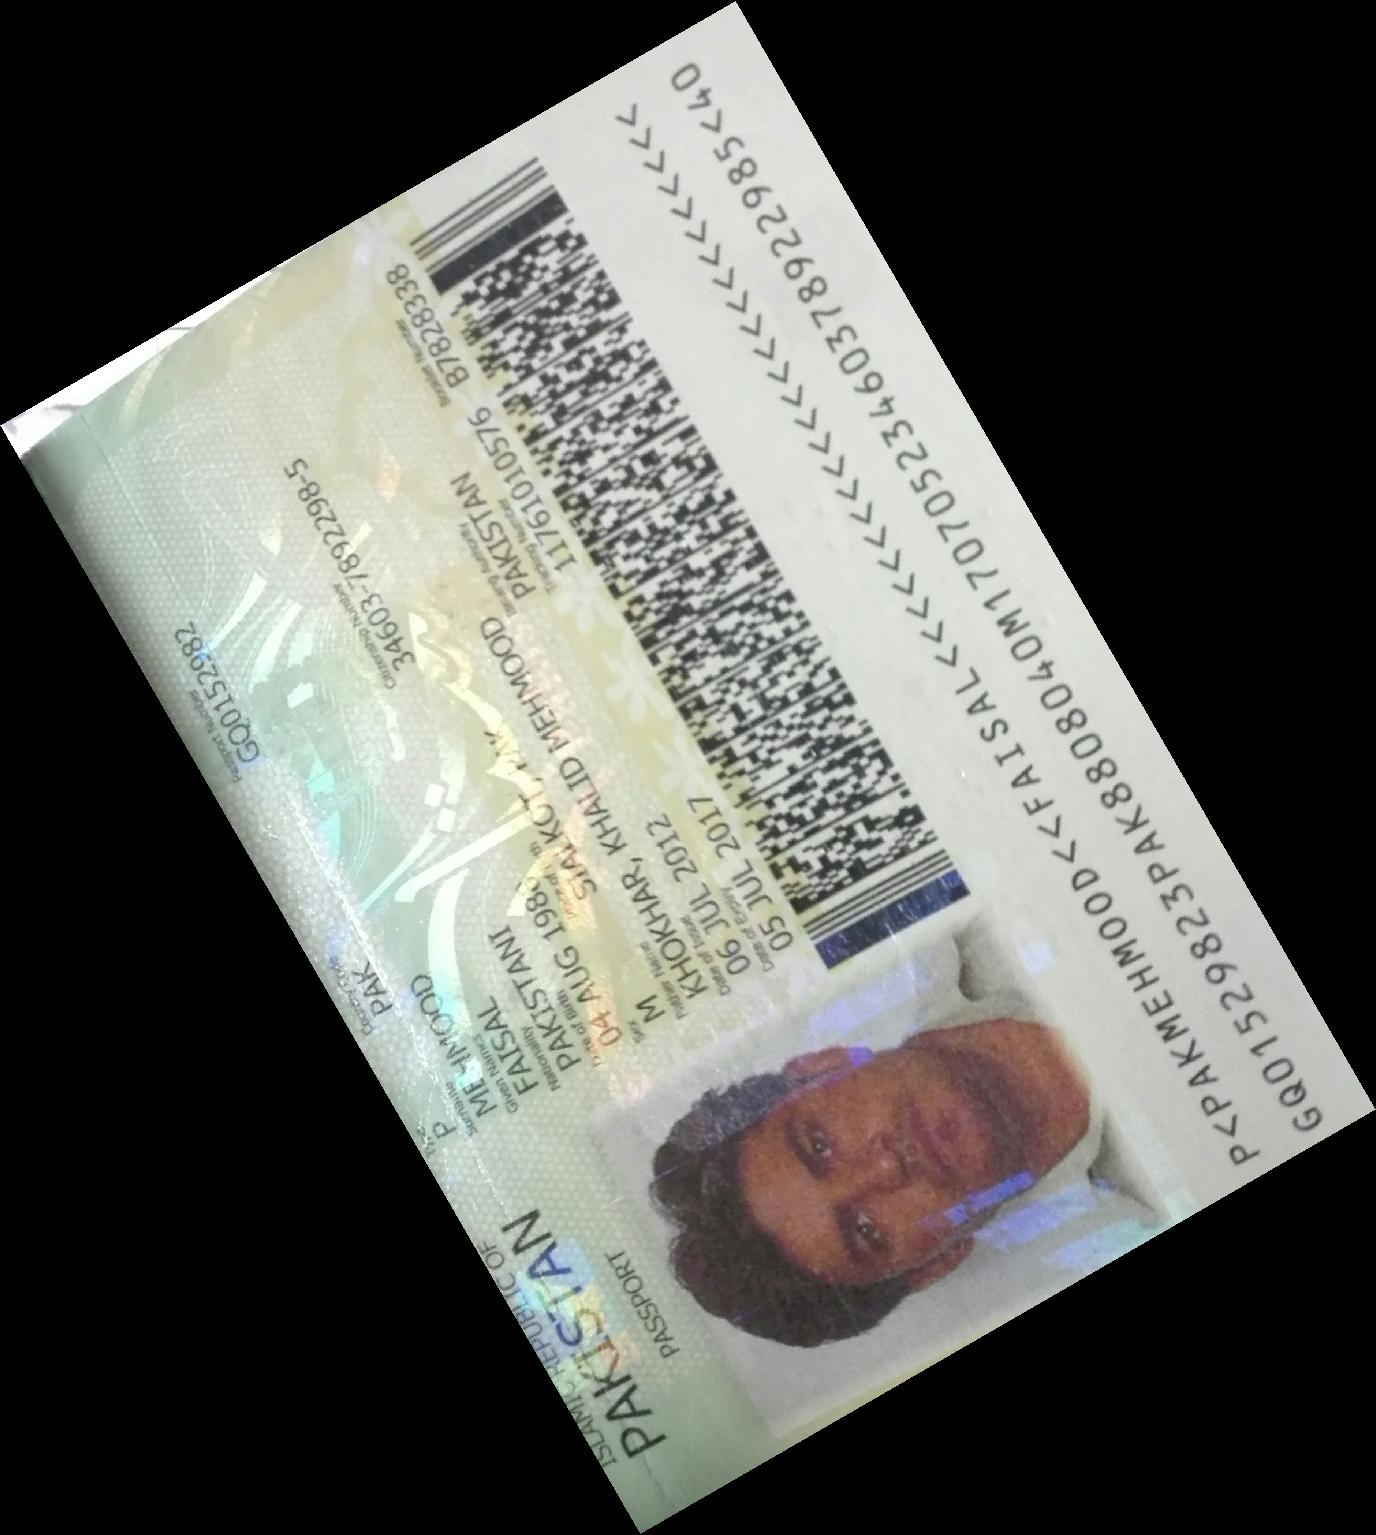 ISLAMIC REPUBLIC OF
PAKISTAN
PASSPORT
Type
P
Country Code
PAK
Passport Number
GQ0152982
Surname
MEHMOOD
Given Names
FAISAL
Nationality
PAKISTANI
Citizenship Number
34603-7892298-5
Date of Birth
04 AUG 1988
Place of Birth
SIALKOT, PAK
Sex
M
Father Name
KHOKHAR, KHALID MEHMOOD
Date of Issue
06 JUL 2012
Issuing Authority
PAKISTAN
Date of Expiry
05 JUL 2017
Tracking Number
11761010576
Booklet Number
B7828338
P<PAKMEHMOOD<<FAISAL<<<<<<<<<<<<<<<<<<<<<<<<
GQ01529823PAK8808040M17070523460378922985<40